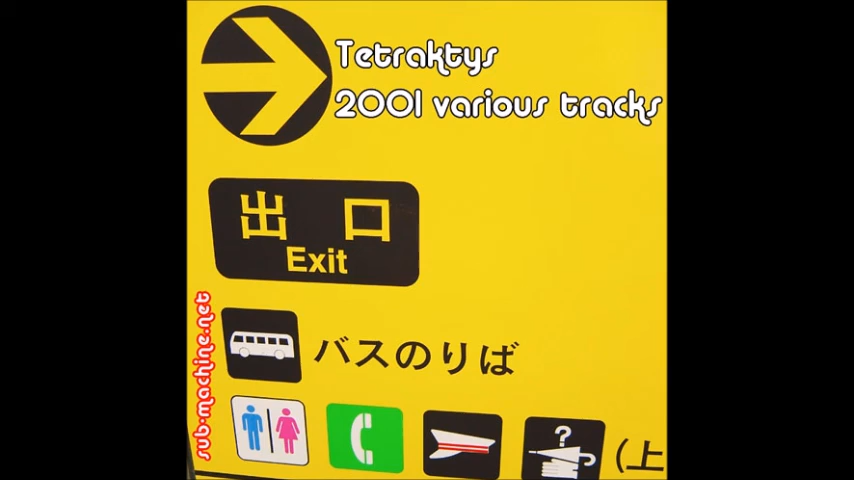 Tetraktys
2001 various tracks
出口
Exit
バスのりば
?
(上
sub-machine.net